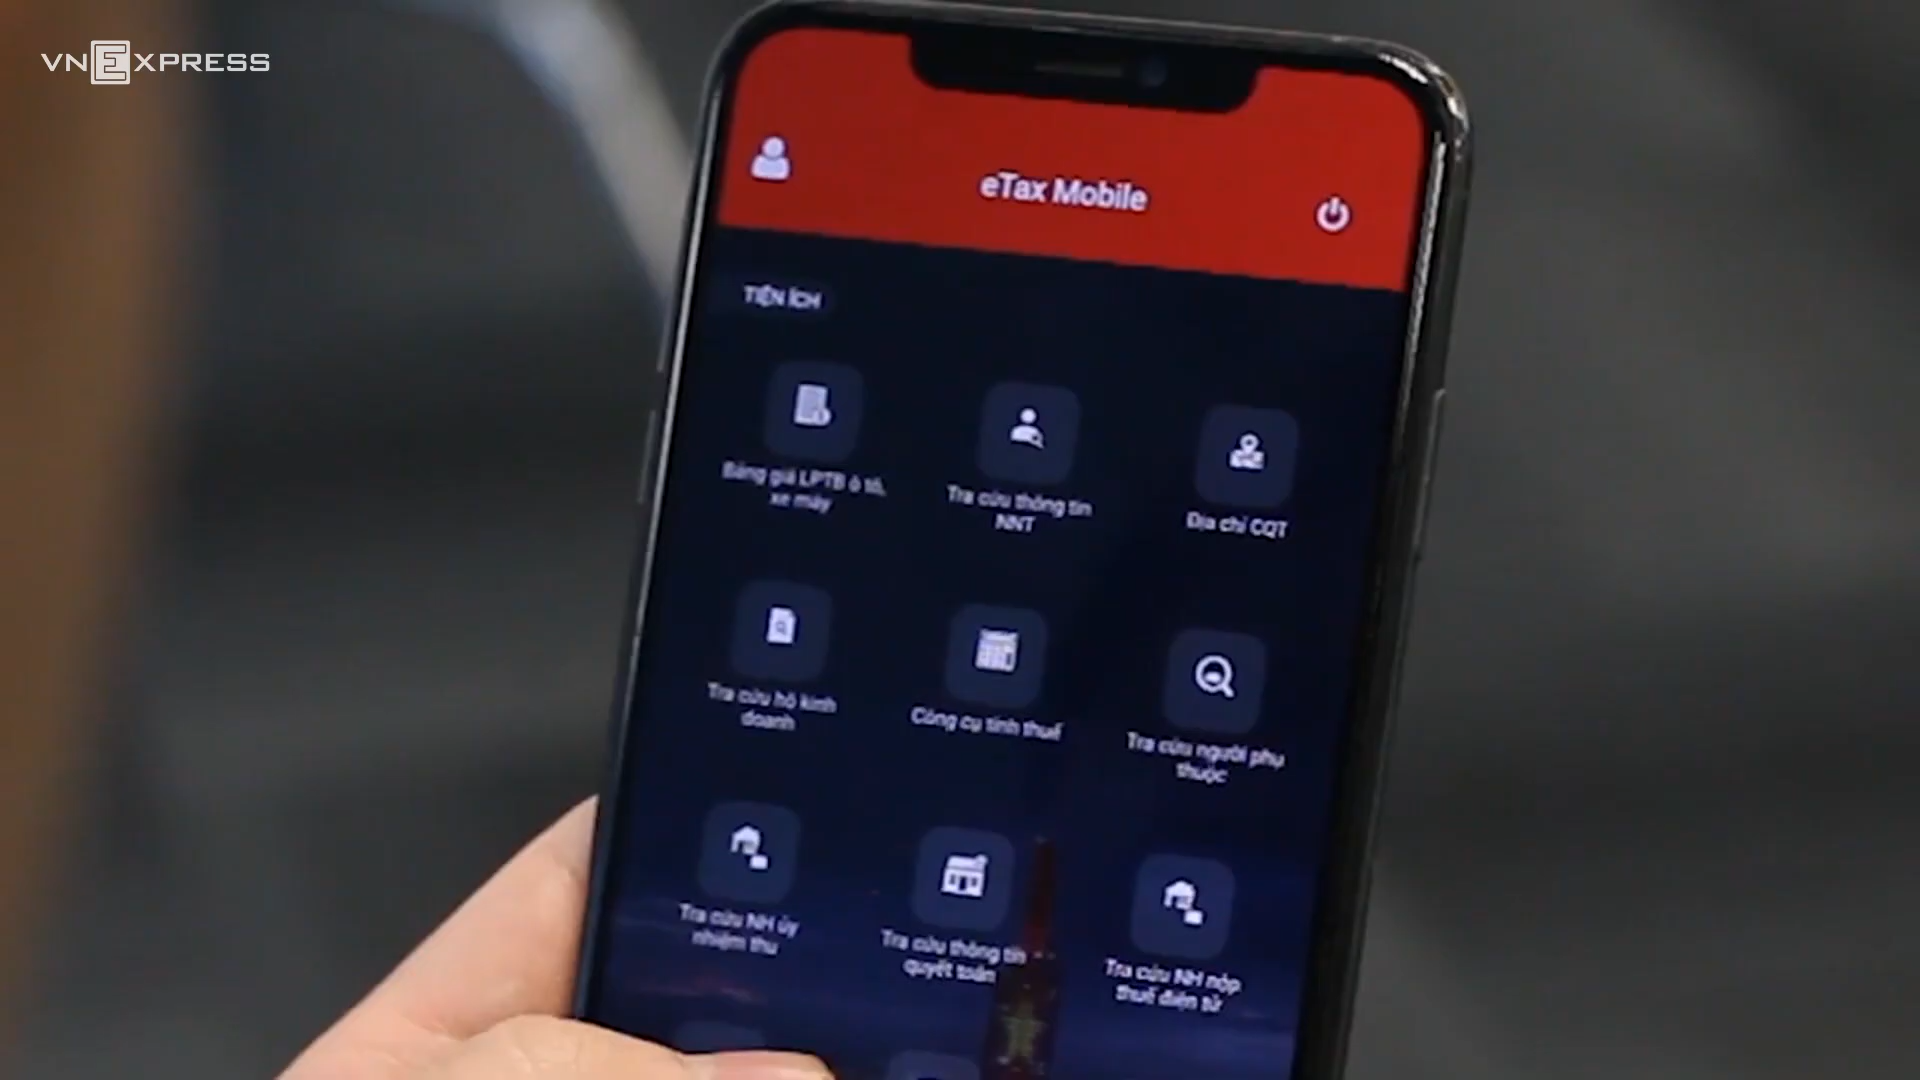 VNEXPRESS
eTax Mobile
TIỆN ÍCH
Bảng giá LPTB ô tô,
xe máy
Tra cứu thông tin
NNT
Địa chỉ CQT
Tra cứu hộ kinh
doanh
Công cụ tính thuế
Tra cứu người phụ
thuộc
Tra cứu NH ủy
nhiệm thu
Tra cứu thông tin
quyết toán
Tra cứu NH nộp
thuế điện tử